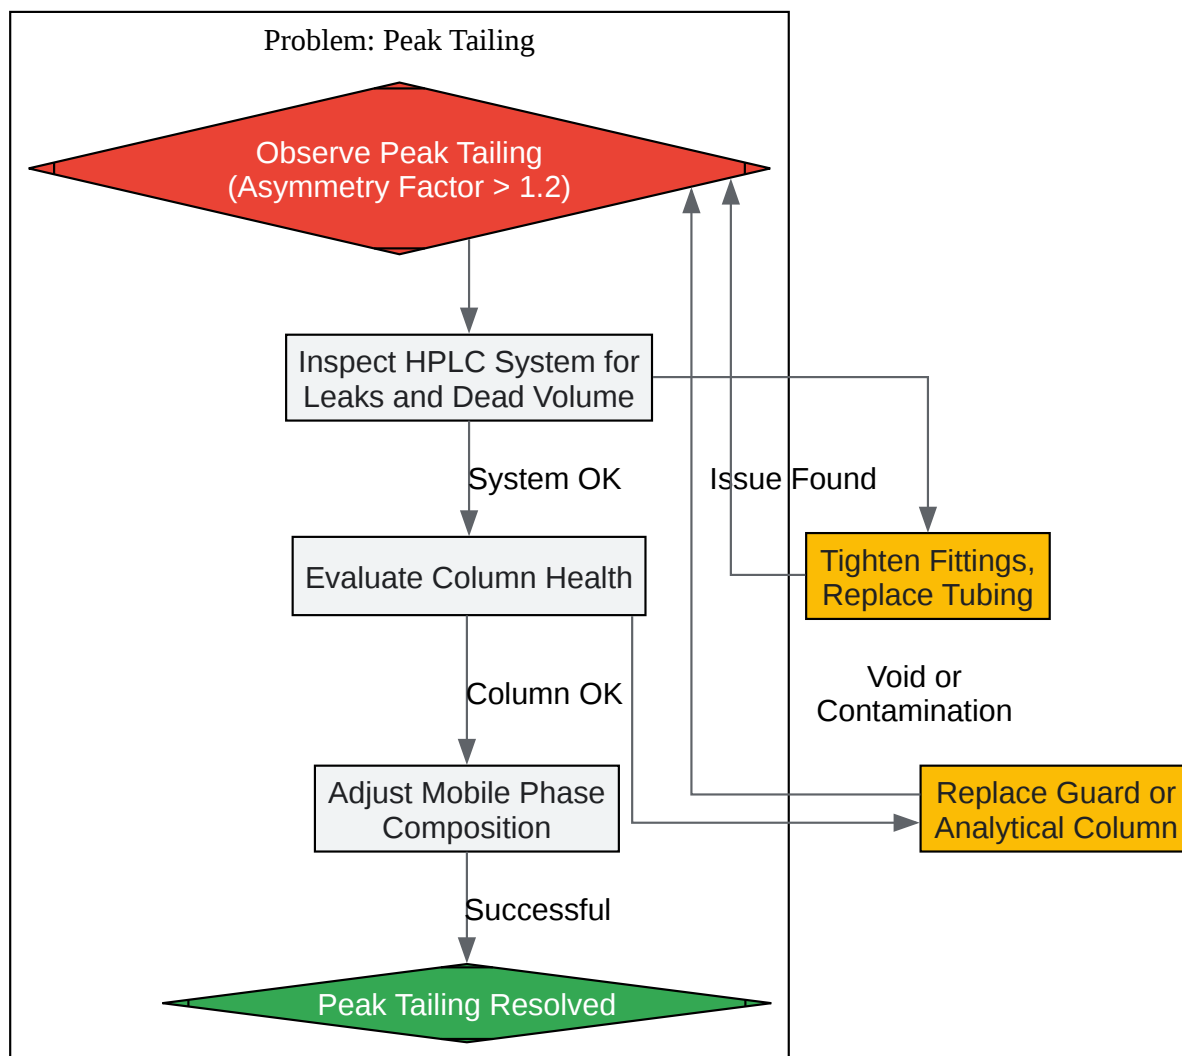 Problem: Peak Tailing
Observe Peak Tailing
(Asymmetry Factor > 1.2)
Inspect HPLC System for
Leaks and Dead Volume
System OK
Issue Found
Evaluate Column Health
Tighten Fittings,
Replace Tubing
Column OK
Void or
Contamination
Adjust Mobile Phase
Composition
Replace Guard or
Analytical Column
Successful
Peak Tailing Resolved